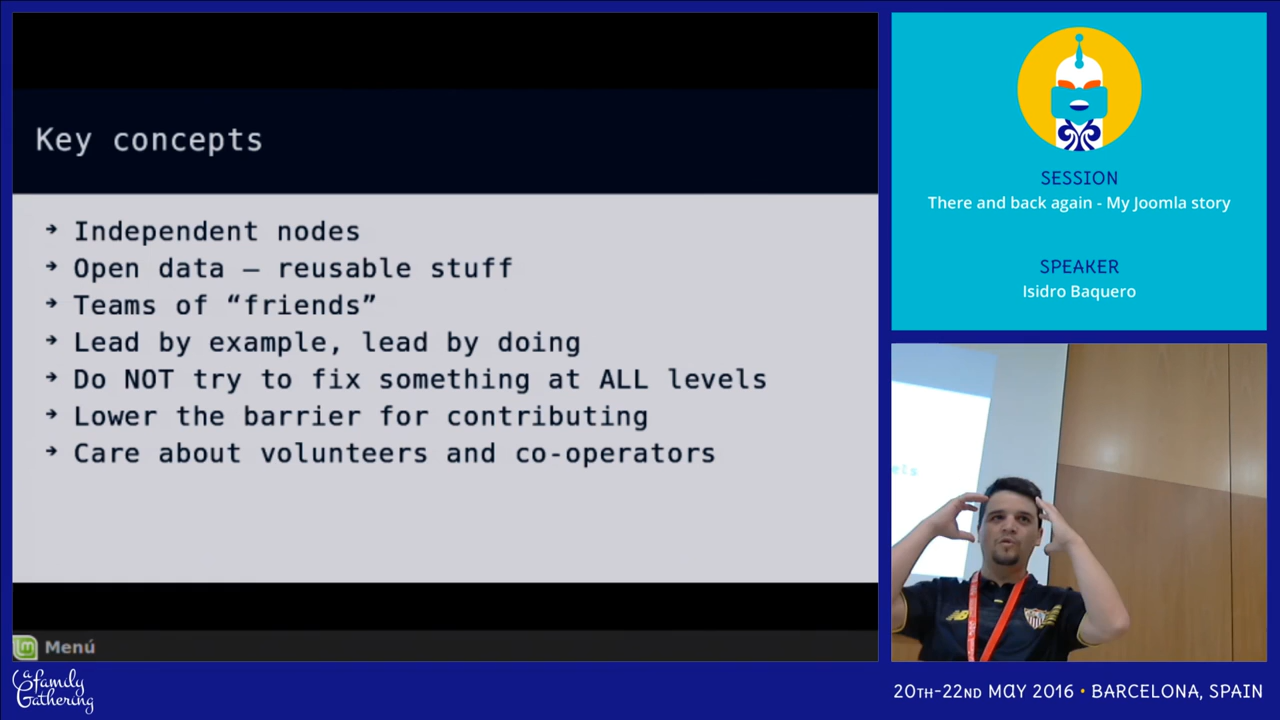 Key concepts
Independent nodes
Open data – reusable stuff
Teams of “friends”
Lead by example, lead by doing
Do NOT try to fix something at ALL levels
Lower the barrier for contributing
Care about volunteers and co-operators
Menú
SESSION
There and back again - My Joomla story
SPEAKER
Isidro Baquero
els
NB
a family Gathering
20TH-22ND MAY 2016 • BARCELONA, SPAIN